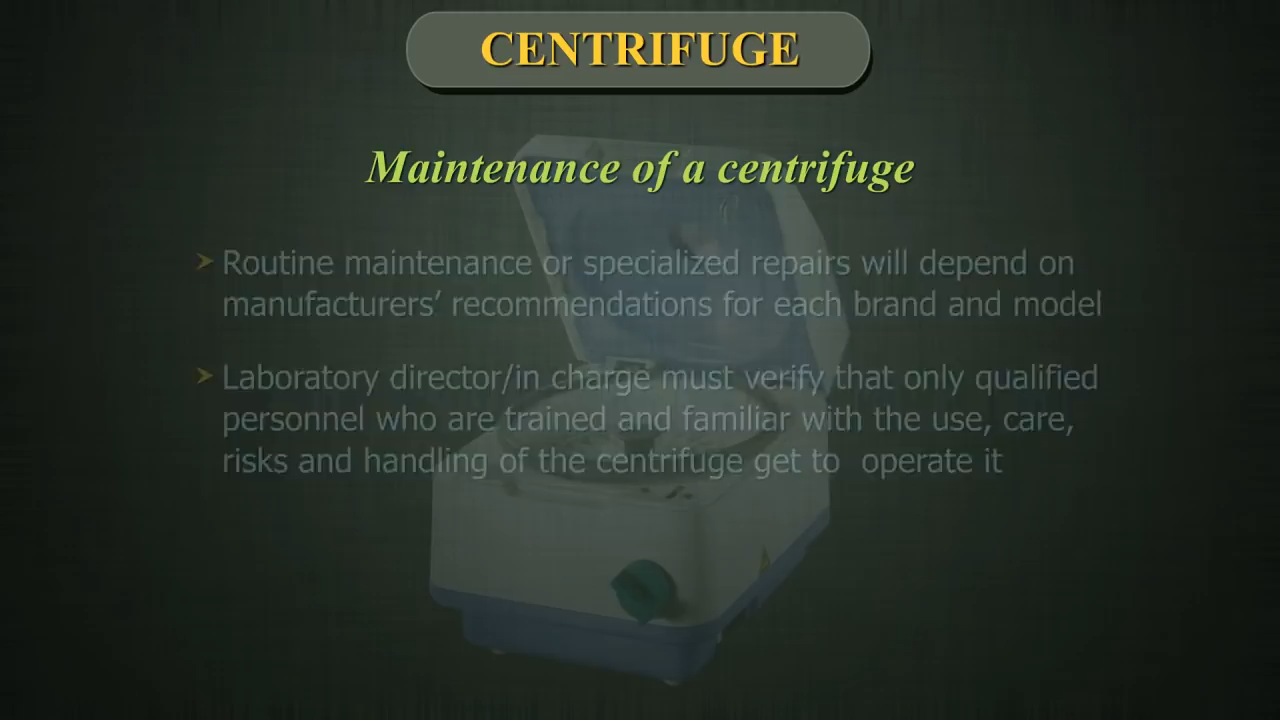 CENTRIFUGE
Maintenance of a centrifuge
➤ Routine maintenance or specialized repairs will depend on
manufacturers’ recommendations for each brand and model
➤ Laboratory director/in charge must verify that only qualified
personnel who are trained and familiar with the use, care,
risks and handling of the centrifuge get to  operate it